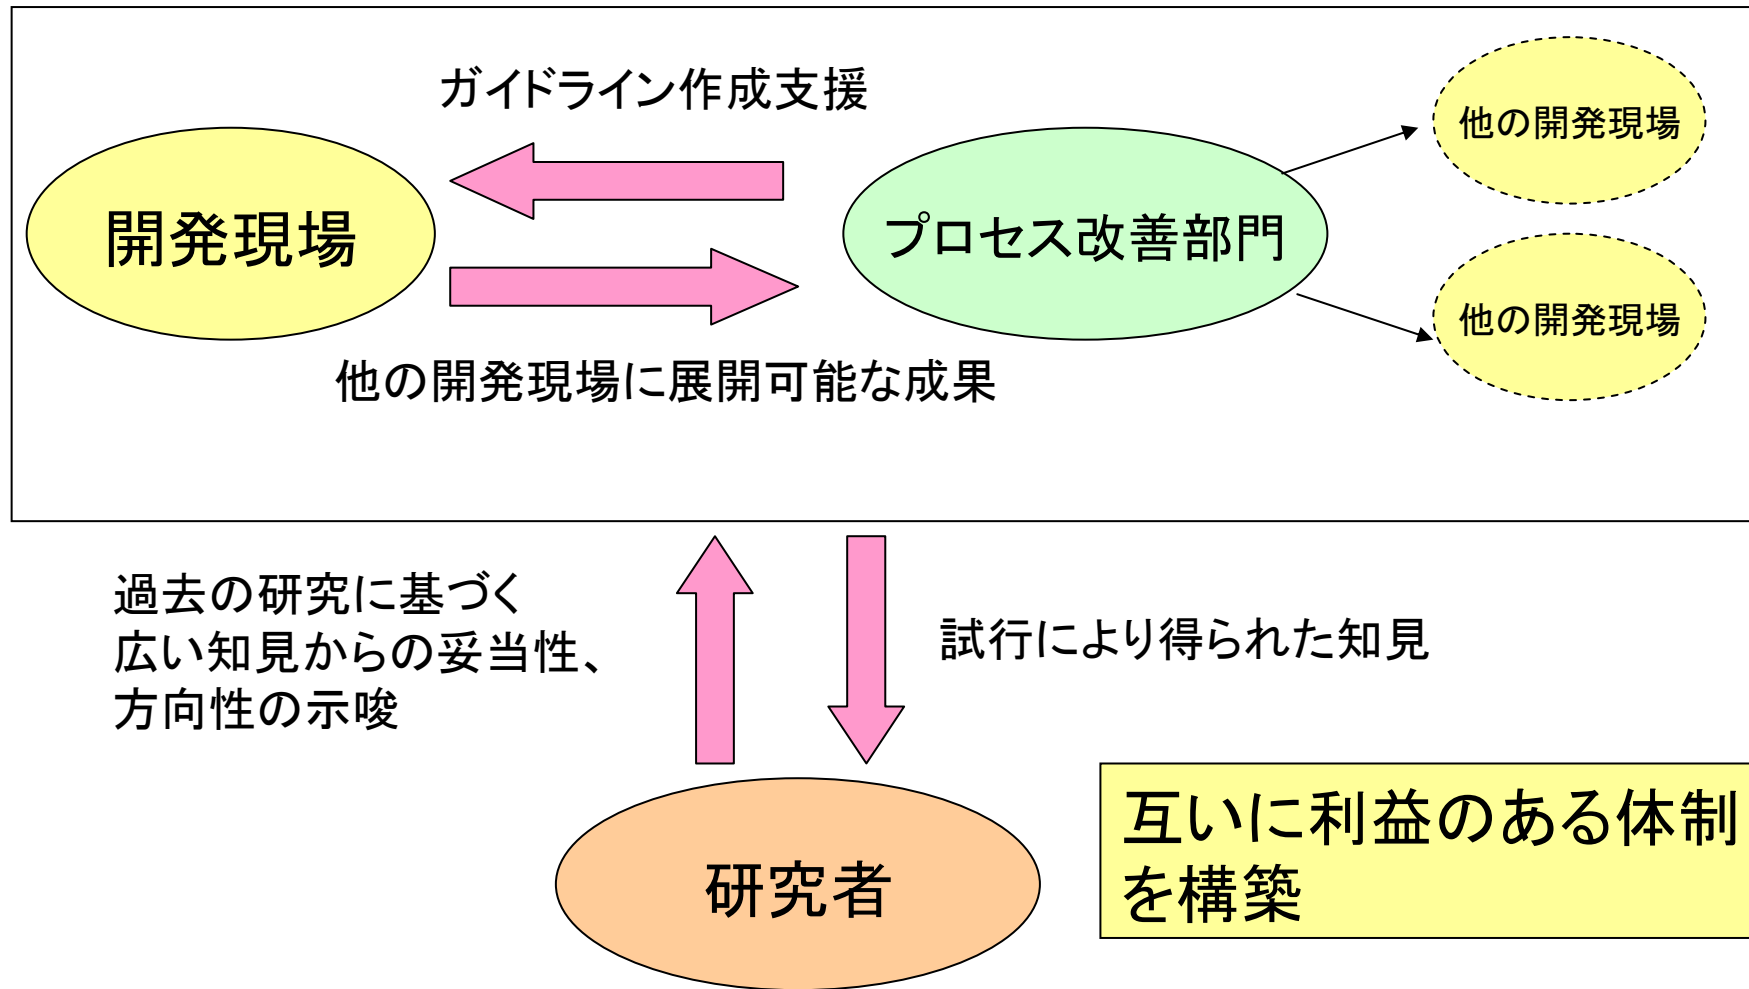 ガイドライン作成支援
他の開発現場
開発現場
プロセス改善部門
他の開発現場
他の開発現場に展開可能な成果
過去の研究に基づく
広い知見からの妥当性、
方向性の示唆
試行により得られた知見
研究者
互いに利益のある体制
を構築